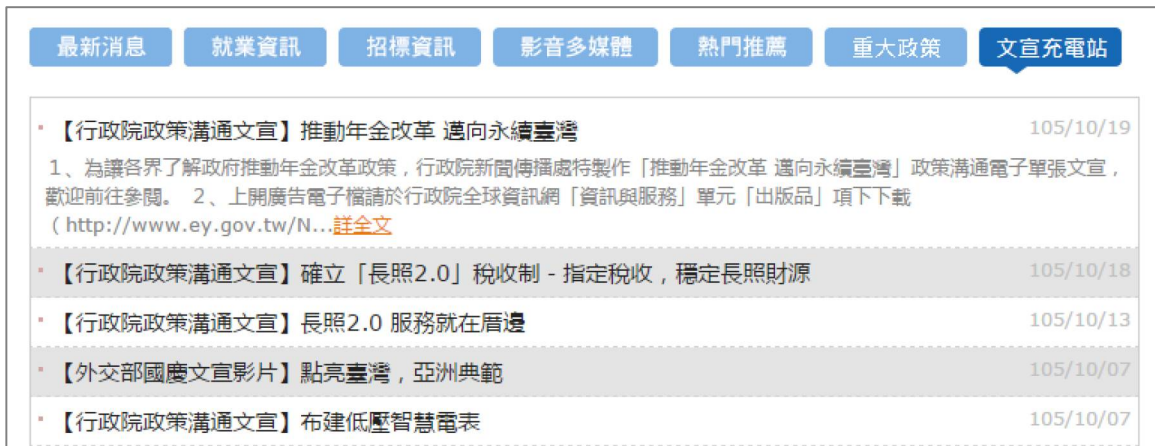 最新消息 就業資訊 招標資訊 影音多媒體 熱門推薦 重大政策 文宣充電站
【行政院政策溝通文宣】推動年金改革 邁向永續臺灣 105/10/19
1、為讓各界了解政府推動年金改革政策，行政院新聞傳播處特製作「推動年金改革 邁向永續臺灣」政策溝通電子單張文宣，
歡迎前往參閱。 2、上開廣告電子檔請於行政院全球資訊網「資訊與服務」單元「出版品」項下下載
(http://www.ey.gov.tw/N...詳全文
【行政院政策溝通文宣】確立「長照2.0」稅收制－指定稅收，穩定長照財源 105/10/18
【行政院政策溝通文宣】長照2.0 服務就在厝邊 105/10/13
【外交部國慶文宣影片】點亮臺灣，亞洲典範 105/10/07
【行政院政策溝通文宣】布建低壓智慧電表 105/10/07